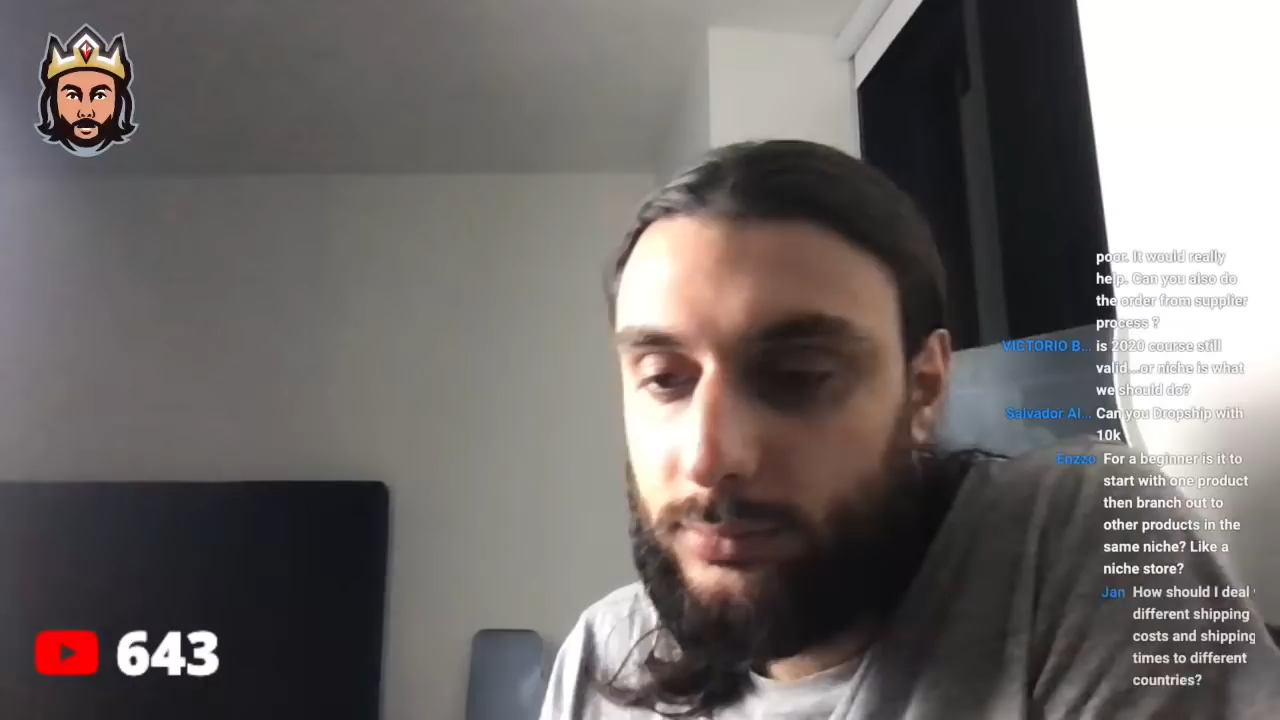 poor. It would really
help. Can you also do
the order from supplier
process ?
VICTORIO B... is 2020 course still
valid...or niche is what
we should do?
Salvador Al... Can you Dropship with
10k
Enzzo For a beginner is it to
start with one product
then branch out to
other products in the
same niche? Like a
niche store?
Jan How should I deal
different shipping
costs and shipping
times to different
countries?
643